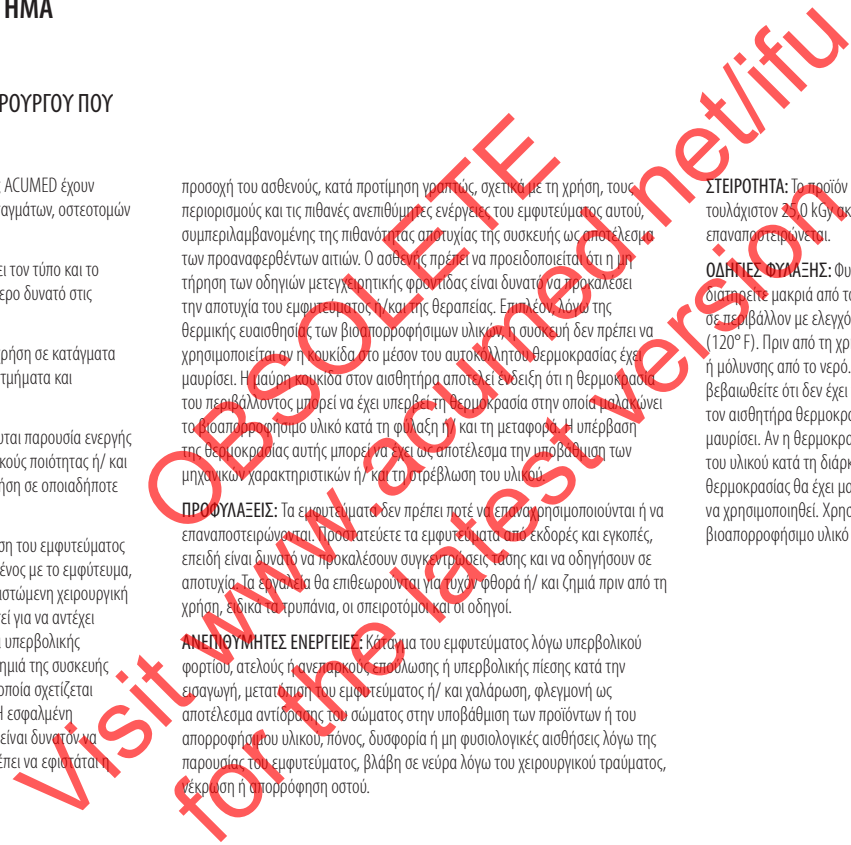 ΤΗΜΑ
ΡΟΥΡΓΟΥ ΠΟΥ
ACUMED έχουν
αγμάτων, οστεοτομών
ει τον τύπο και το
ερο δυνατό στις
ρήση σε κατάγματα
τμήματα και
υται παρουσία ενεργής
κούς ποιότητας ή/ και
ήση σε οποιαδήποτε
ση του εμφυτεύματος
ένος με το εμφύτευμα,
ιστώμενη χειρουργική
τεί για να αντέχει
υπερβολικής
ημιά της συσκευής
οποία σχετίζεται
Η εσφαλμένη
είναι δυνατόν να
έπει να εφιστάται η
προσοχή του ασθενούς, κατά προτίμηση γραπτώς, σχετικά με τη χρήση, τους
περιορισμούς και τις πιθανές ανεπιθύμητες ενέργειες του εμφυτεύματος αυτού,
συμπεριλαμβανομένης της πιθανότητας αποτυχίας της συσκευής ως αποτέλεσμα
των προαναφερθέντων αιτιών. Ο ασθενής πρέπει να προειδοποιείται ότι η μη
τήρηση των οδηγιών μετεγχειρητικής φροντίδας είναι δυνατό να προκαλέσει
την αποτυχία του εμφυτεύματος ή/και της θεραπείας. Επιπλέον, λόγω της
θερμικής ευαισθησίας των βιοαπορροφήσιμων υλικών, η συσκευή δεν πρέπει να
χρησιμοποιείται αν η κουκίδα στο μέσον του αυτοκόλλητου θερμοκρασίας έχει
μαυρίσει. Η μαύρη κουκίδα στον αισθητήρα αποτελεί ένδειξη ότι η θερμοκρασία
του περιβάλλοντος μπορεί να έχει υπερβεί τη θερμοκρασία στην οποία μαλακώνει
το βιοαπορροφήσιμο υλικό κατά τη φύλαξη ή/ και τη μεταφορά. Η υπέρβαση
της θερμοκρασίας αυτής μπορεί να έχει ως αποτέλεσμα την υποβάθμιση των
μηχανικών χαρακτηριστικών ή/ και τη στρέβλωση του υλικού.
ΠΡΟΦΥΛΑΞΕΙΣ: Τα εμφυτεύματα δεν πρέπει ποτέ να επαναχρησιμοποιούνται ή να
επαναποστειρώνονται. Προστατεύετε τα εμφυτεύματα από εκδορές και εγκοπές,
επειδή είναι δυνατό να προκαλέσουν συγκεντρώσεις τάσης και να οδηγήσουν σε
αποτυχία. Τα εργαλεία θα επιθεωρούνται για τυχόν φθορά ή/ και ζημιά πριν από τη
χρήση, ειδικά τα τρυπάνια, οι σπειροτόμοι και οι οδηγοί.
ΑΝΕΠΙΘΥΜΗΤΕΣ ΕΝΕΡΓΕΙΕΣ: Κάταγμα του εμφυτεύματος λόγω υπερβολικού
φορτίου, ατελούς ή ανεπαρκούς επούλωσης ή υπερβολικής πίεσης κατά την
εισαγωγή, μετατόπιση του εμφυτεύματος ή/ και χαλάρωση, φλεγμονή ως
αποτέλεσμα αντίδρασης του σώματος στην υποβάθμιση των προϊόντων ή του
απορροφήσιμου υλικού, πόνος, δυσφορία ή μη φυσιολογικές αισθήσεις λόγω της
παρουσίας του εμφυτεύματος, βλάβη σε νεύρα λόγω του χειρουργικού τραύματος,
νέκρωση ή απορρόφηση οστού.
ΣΤΕΙΡΟΤΗΤΑ: Το προϊόν
τουλάχιστον 25,0 kGy ακ
επαναποστειρώνεται.
ΟΔΗΓΙΕΣ ΦΥΛΑΞΗΣ: Φυ
διατηρείτε μακριά από το
σε περιβάλλον με ελεγχό
(120° F). Πριν από τη χρ
ή μόλυνσης από το νερό.
βεβαιωθείτε ότι δεν έχει
τον αισθητήρα θερμοκρα
μαυρίσει. Αν η θερμοκρα
του υλικού κατά τη διάρκ
θερμοκρασίας θα έχει μα
να χρησιμοποιηθεί. Χρησ
βιοαπορροφήσιμο υλικό
OBSOLETE
Visit www.acumed.net/ifu
for the latest version